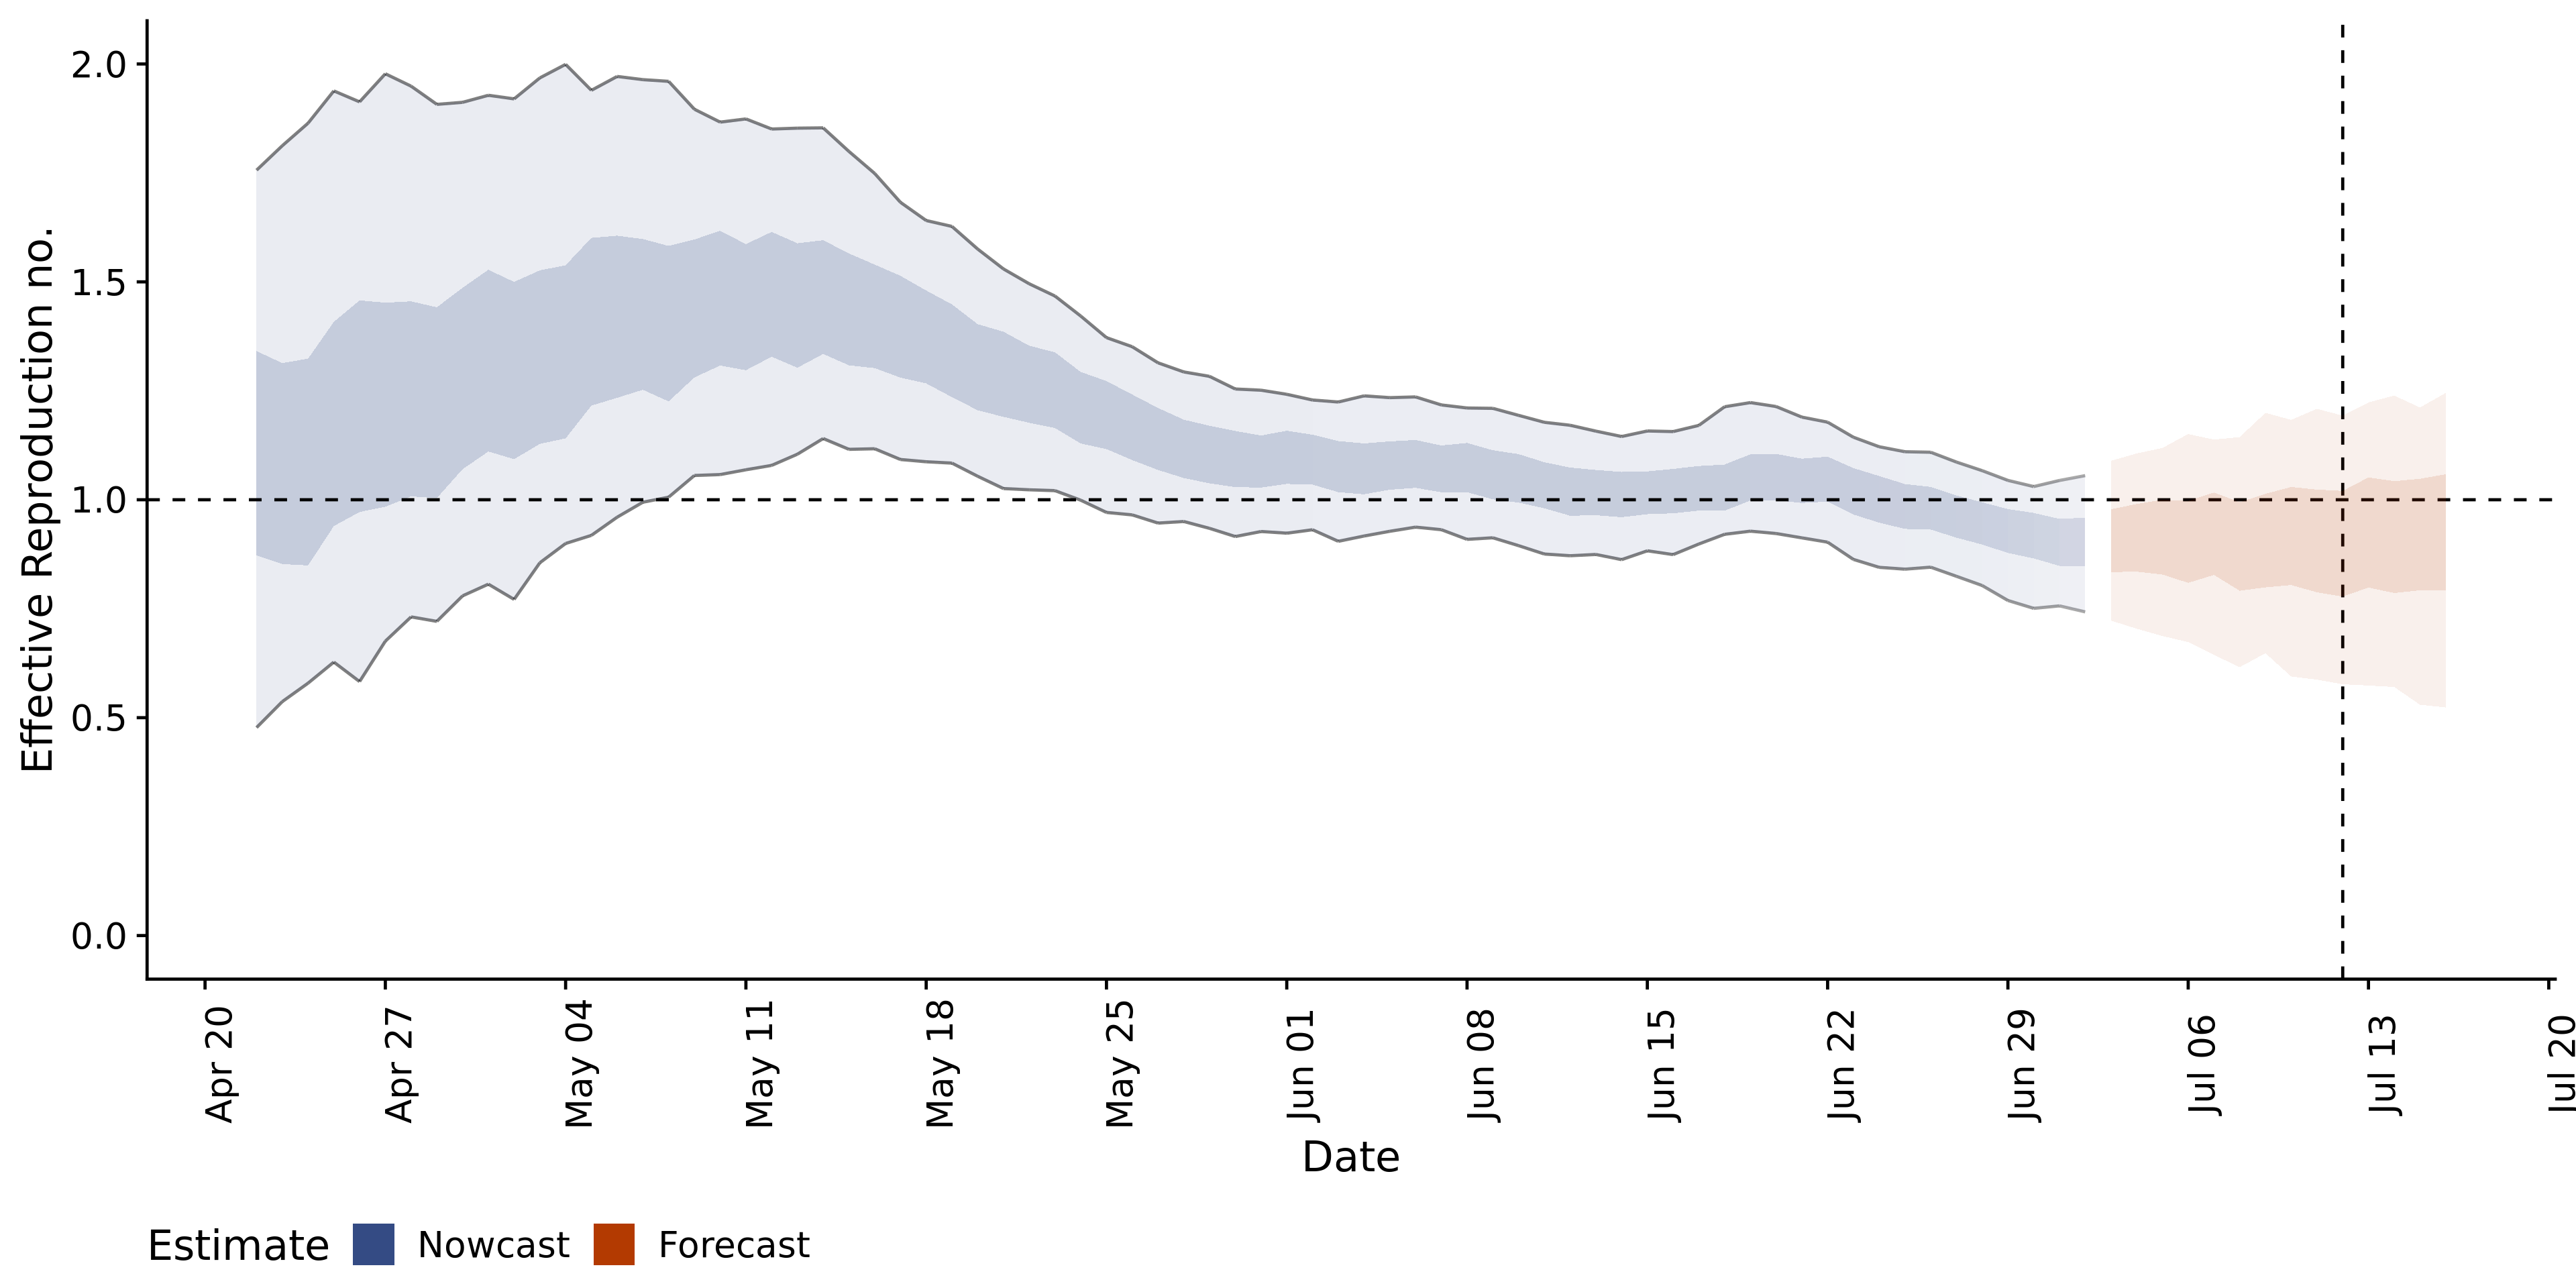 Effective Reproduction no.
2.0
1.5
1.0
0.5
0.0
Apr 20
Apr 27
May 04
May 11
May 18
May 25
Jun 01
Jun 08
Jun 15
Jun 22
Jun 29
Jul 06
Jul 13
Jul 20
Date
Estimate Nowcast Forecast